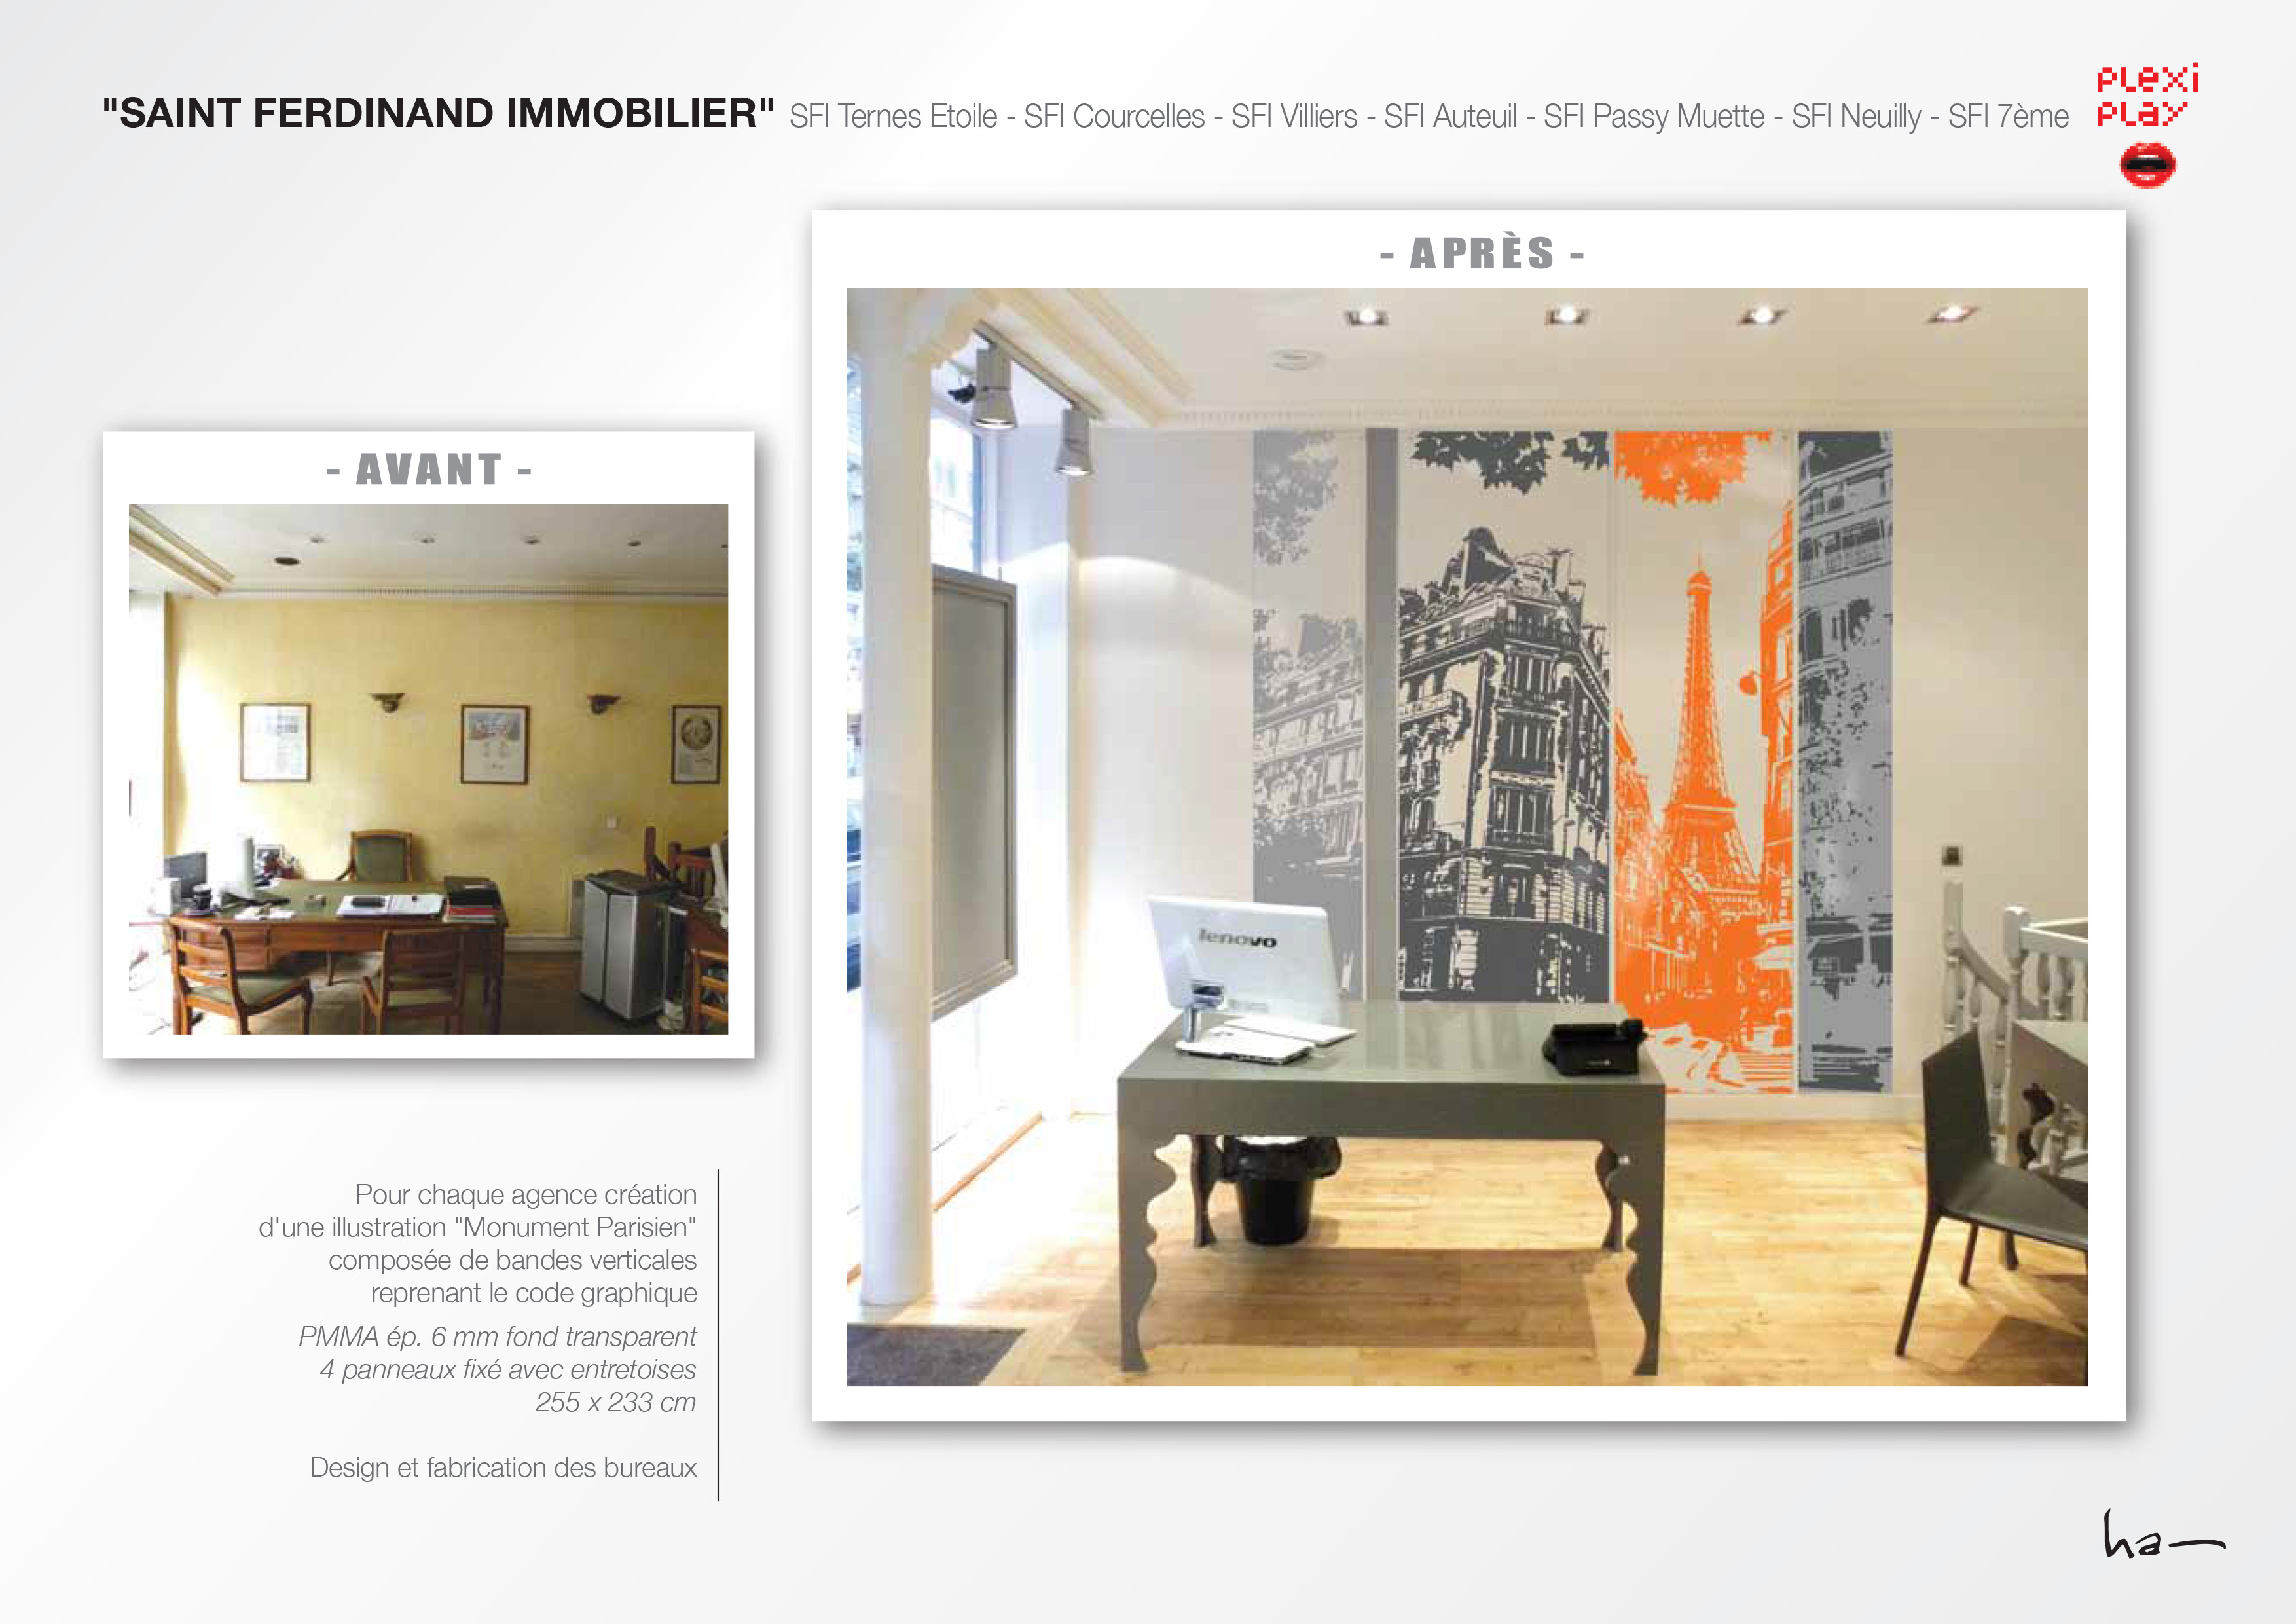 "SAINT FERDINAND IMMOBILIER" SFI Ternes Etoile - SFI Courcelles - SFI Villiers - SFI Auteuil - SFI Passy Muette - SFI Neuilly - SFI 7ème
PLEXi
PLAY
- AVANT -
- APRÈS -
lenovo
Pour chaque agence création
d'une illustration "Monument Parisien"
composée de bandes verticales
reprenant le code graphique
PMMA ép. 6 mm fond transparent
4 panneaux fixé avec entretoises
255 x 233 cm
Design et fabrication des bureaux
ha